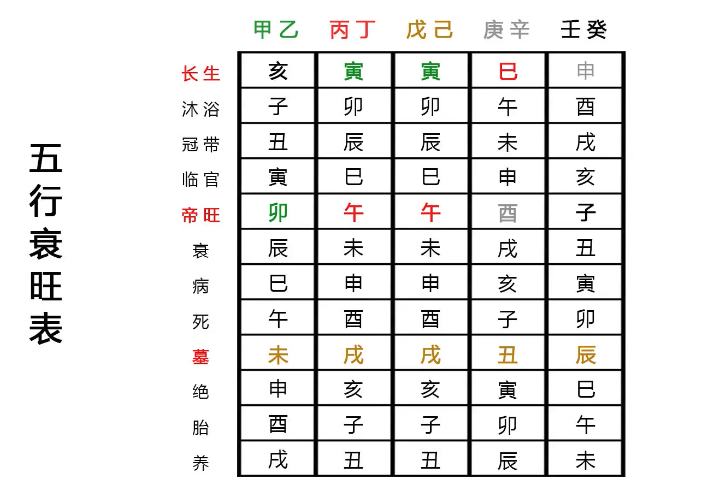 五行衰旺表
甲乙 丙丁 戊己 庚辛 壬癸
长生 亥 寅 寅 巳 申
沐浴 子 卯 卯 午 酉
冠带 丑 辰 辰 未 戌
临官 寅 巳 巳 申 亥
帝旺 卯 午 午 酉 子
衰 辰 未 未 戌 丑
病 巳 申 申 亥 寅
死 午 酉 酉 子 卯
墓 未 戌 戌 丑 辰
绝 申 亥 亥 寅 巳
胎 酉 子 子 卯 午
养 戌 丑 丑 辰 未